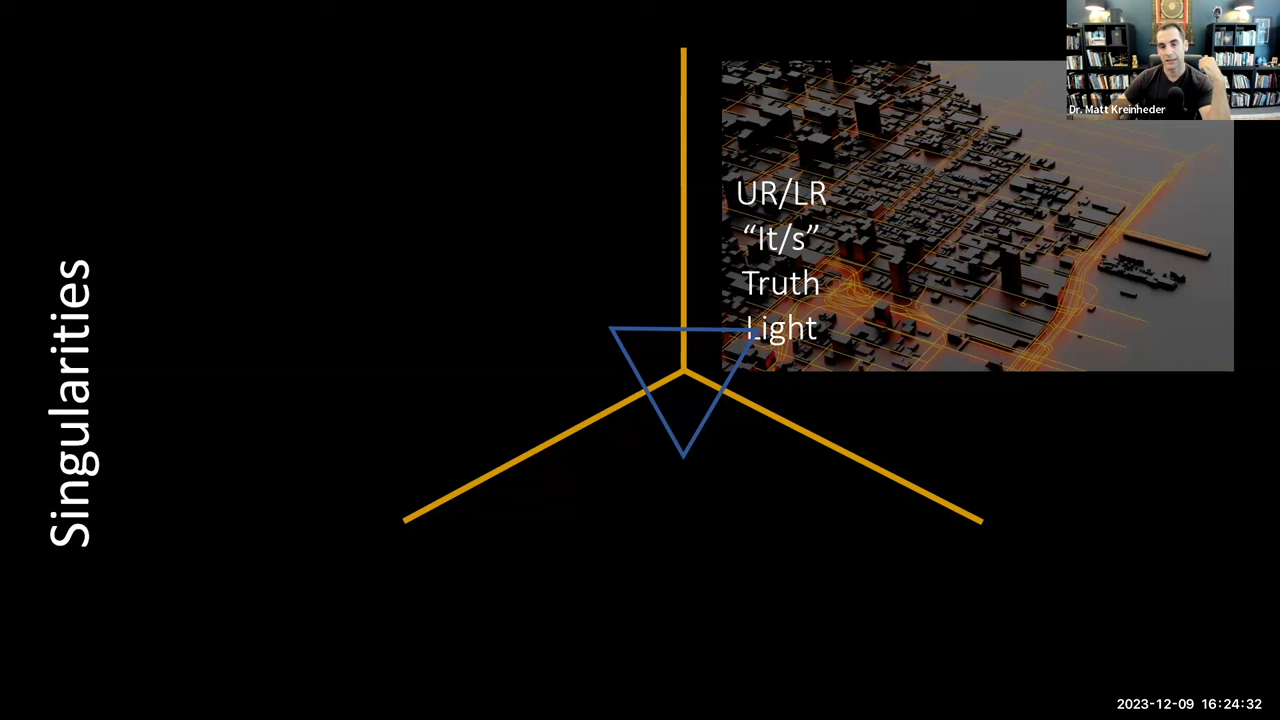 Singularities
UR/LR
“It/s”
Truth
Light
Dr. Matt Kreinheder
2023-12-09 16:24:32